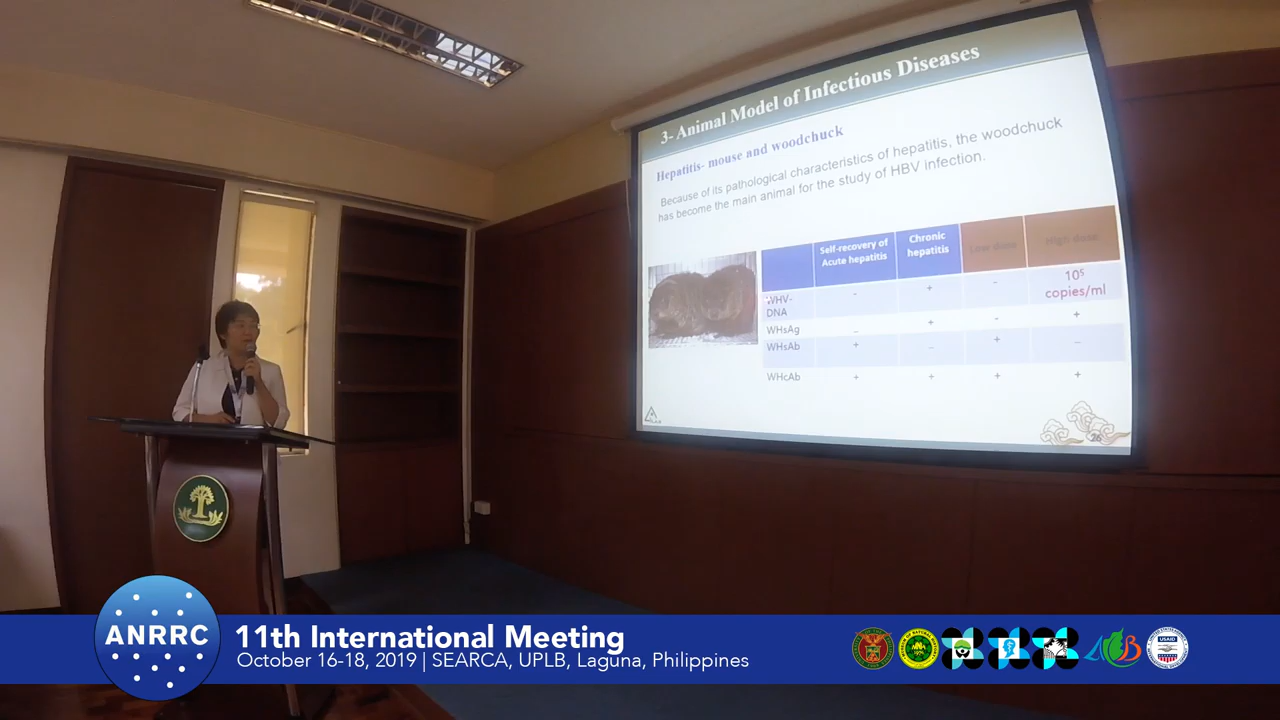 3- Animal Model of Infectious Diseases
Hepatitis- mouse and woodchuck
Because of its pathological characteristics of hepatitis, the woodchuck
has become the main animal for the study of HBV infection.
Self-recovery of
Acute hepatitis
Chronic
hepatitis
Low dose
High dose
WHV-
DNA
-
+
-
10⁵
copies/ml
WHsAg
-
+
-
+
WHsAb
+
-
+
-
WHcAb
+
+
+
+
26
ANRRC
11th International Meeting
October 16-18, 2019 | SEARCA, UPLB, Laguna, Philippines
USAID